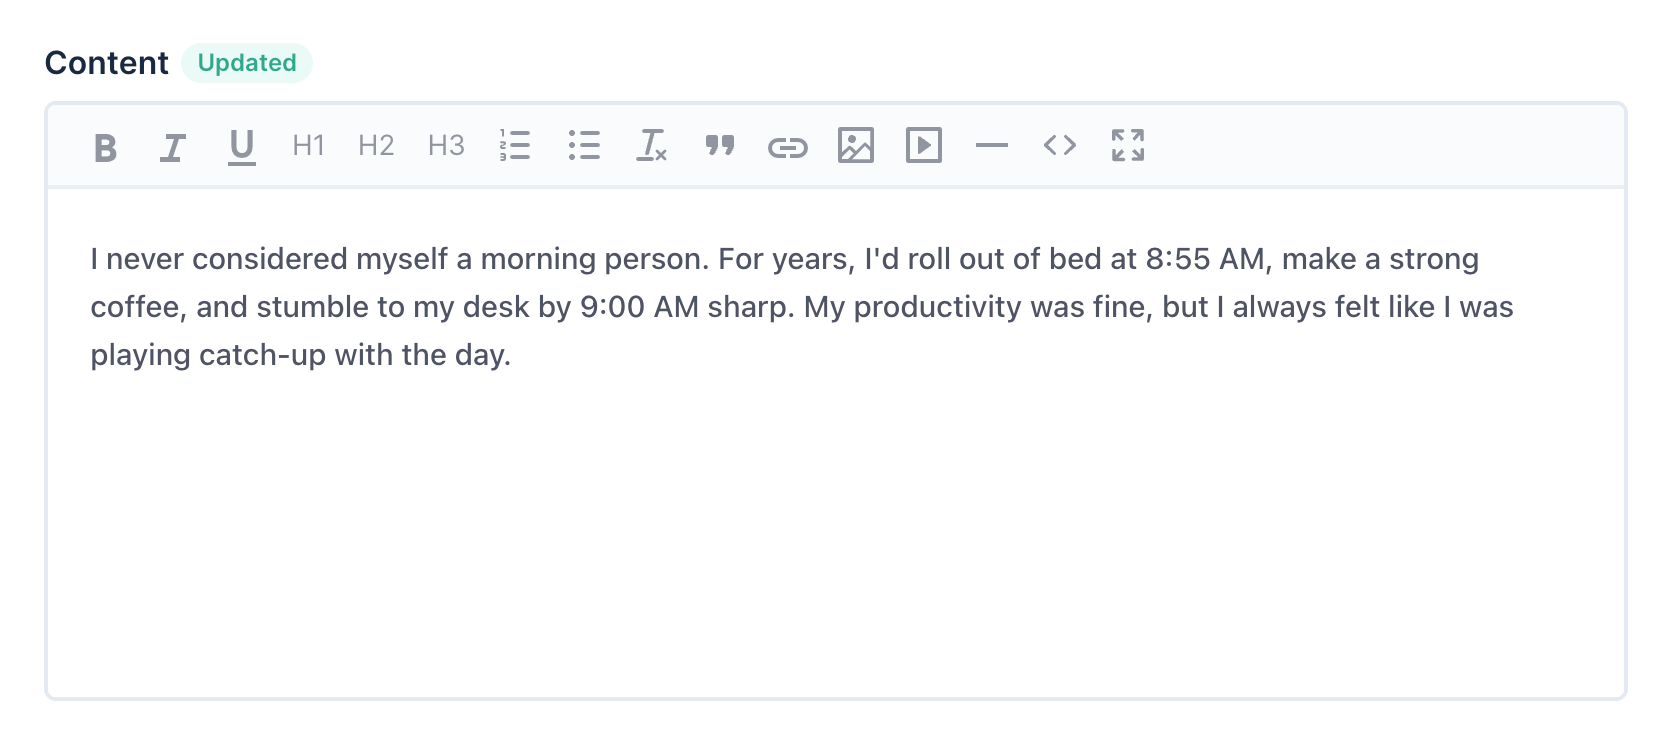 Content Updated
B I U H1 H2 H3
I never considered myself a morning person. For years, I'd roll out of bed at 8:55 AM, make a strong
coffee, and stumble to my desk by 9:00 AM sharp. My productivity was fine, but I always felt like I was
playing catch-up with the day.